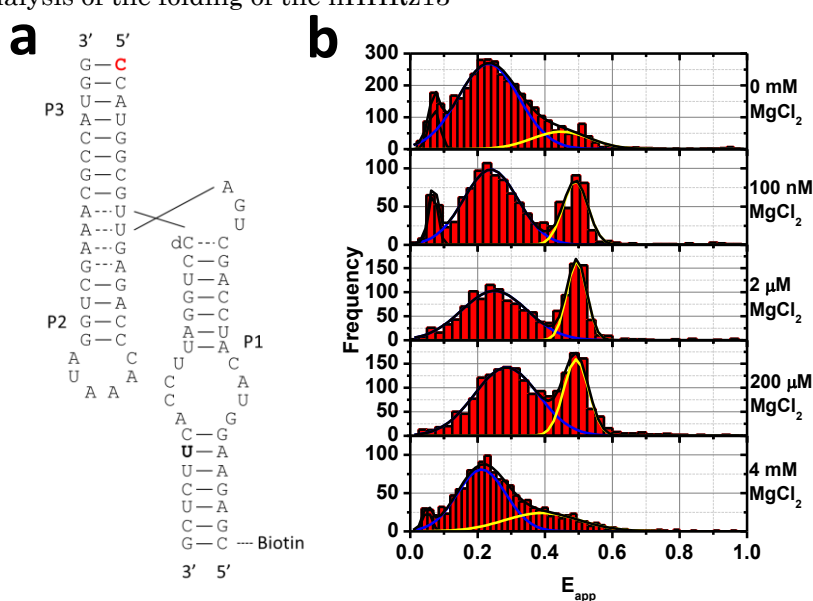 of the folding of the
a
3' 5'
G C
G C
U A
A U
P3
C G
C G
G C
C G
A U
A U
A G
G A
C G
U A
G C
G C
P2
A C
U A
A A
A
G
U
dC C
C G
U A
G C
G C
A U
U A
P1
U C
C A
C U
A G
C G
U A
U A
C G
U A
C G
G C Biotin
3' 5'
b
300
200
100
0
0 mM
MgCl2
100
50
0
100 nM
MgCl2
150
100
50
0
2 μM
MgCl2
150
100
50
0
200 μM
MgCl2
100
50
0
4 mM
MgCl2
Frequency
0.0 0.2 0.4 0.6 0.8 1.0
Eapp